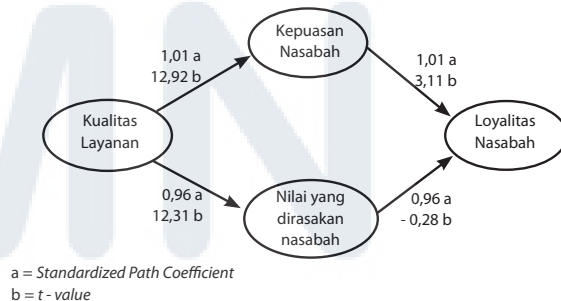 Kepuasan
Nasabah
1,01 a
12,92 b
1,01 a
3,11 b
Kualitas
Layanan
Loyalitas
Nasabah
0,96 a
12,31 b
Nilai yang
dirasakan
nasabah
0,96 a
- 0,28 b
a = Standardized Path Coefficient
b = t - value